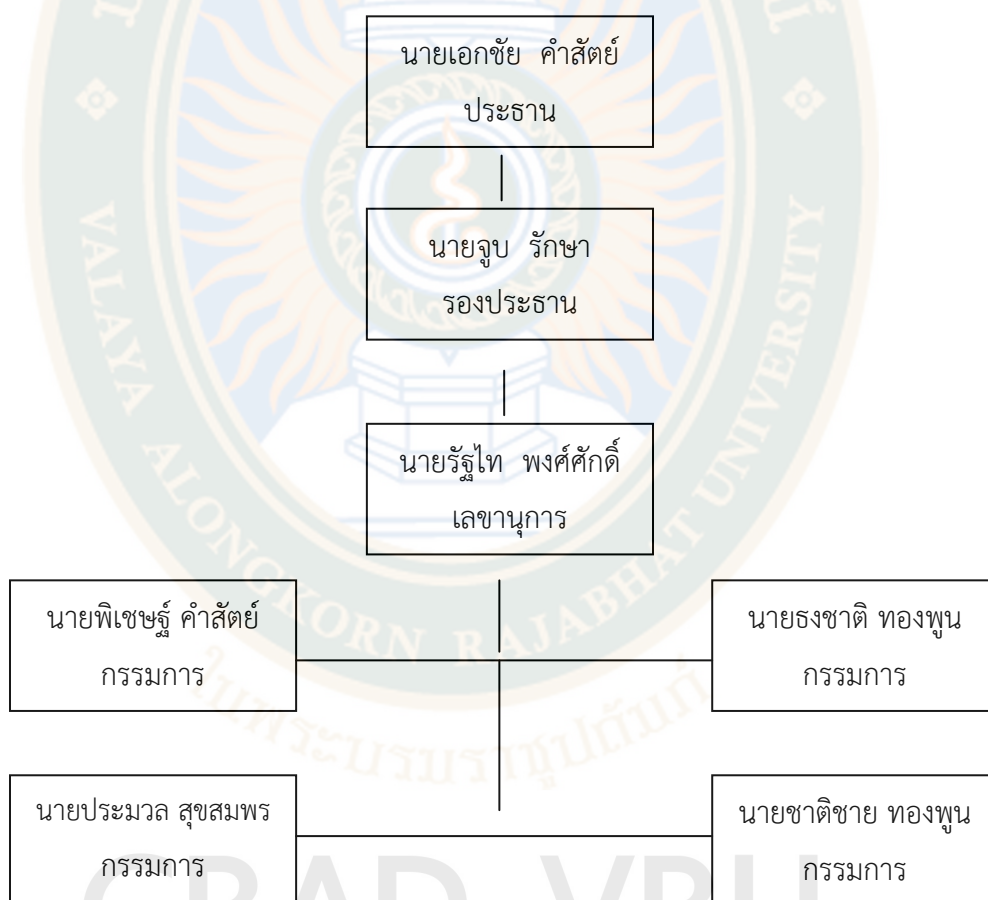 นายเอกชัย คำสัตย์
ประธาน
นายจูบ รักษา
รองประธาน
นายรัฐไท พงศ์ศักดิ์
เลขานุการ
นายพิเชษฐ์ คำสัตย์
กรรมการ
นายธงชาติ ทองพูน
กรรมการ
นายประมวล สุขสมพร
กรรมการ
นายชาติชาย ทองพูน
กรรมการ
VALAYA ALONGKORN RAJABHAT UNIVERSITY
GRAD VRU